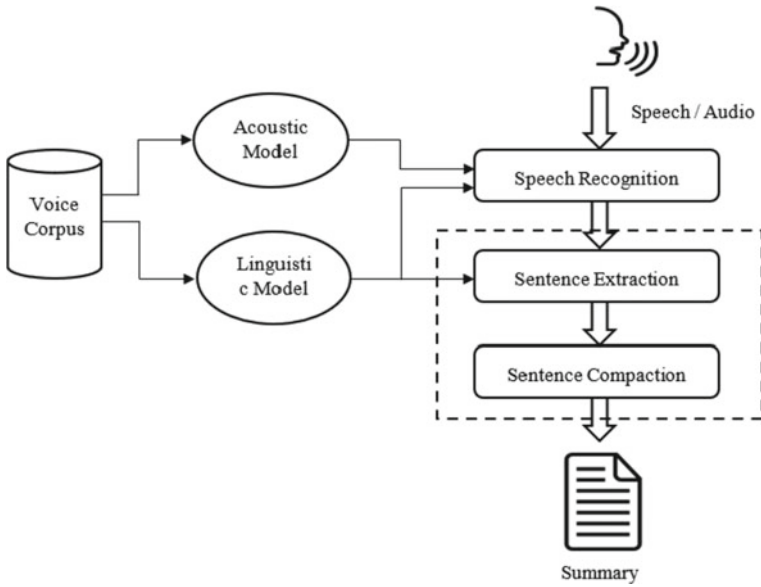 Speech / Audio
Acoustic
Model
Speech Recognition
Voice
Corpus
Linguisti
c Model
Sentence Extraction
Sentence Compaction
Summary